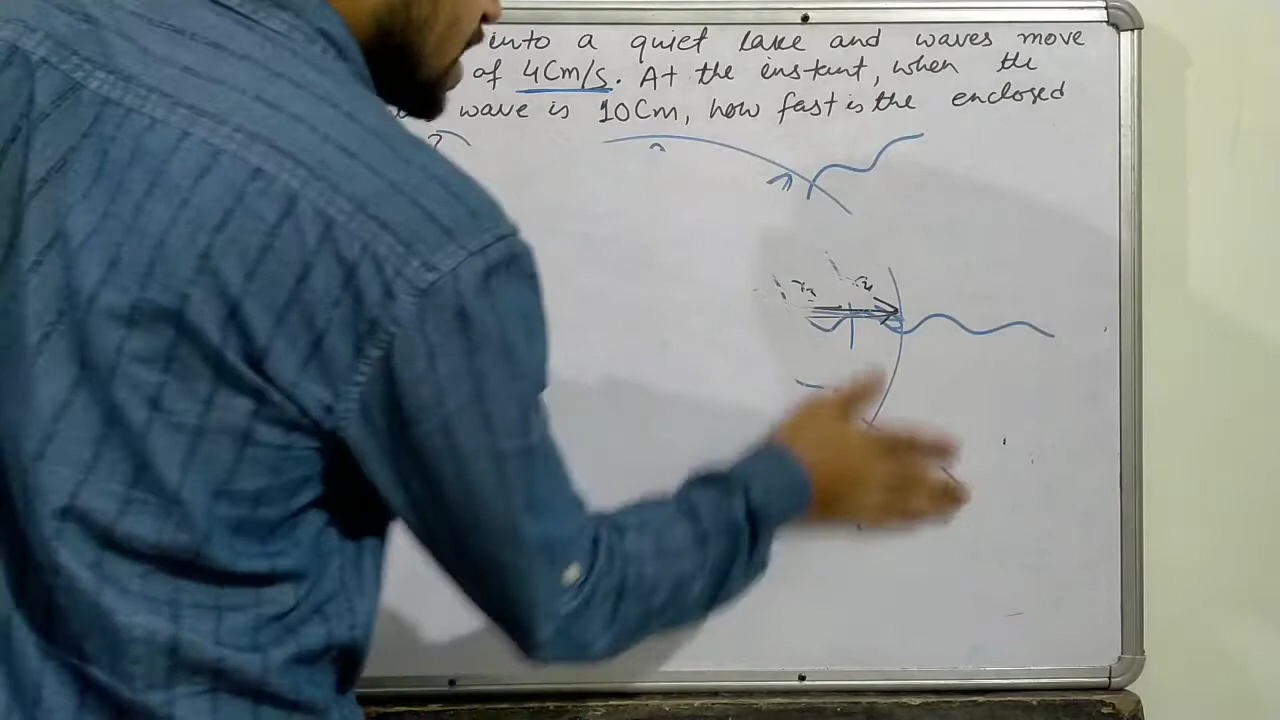 into a quiet lake and waves move
of 4Cm/s. At the instant, when the
wave is 10Cm, how fast is the enclosed
?